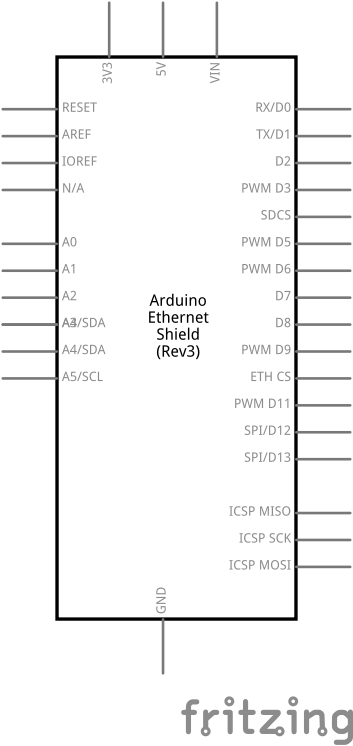 3V3
5V
VIN
RESET
AREF
IOREF
N/A
A0
A1
A2
A4/SDA
A5/SCL
RX/D0
TX/D1
D2
PWM D3
SDCS
PWM D5
PWM D6
D7
D8
PWM D9
ETH CS
PWM D11
SPI/D12
SPI/D13
ICSP MISO
ICSP SCK
ICSP MOSI
Arduino
Ethernet
Shield
(Rev3)
GND
fritzing